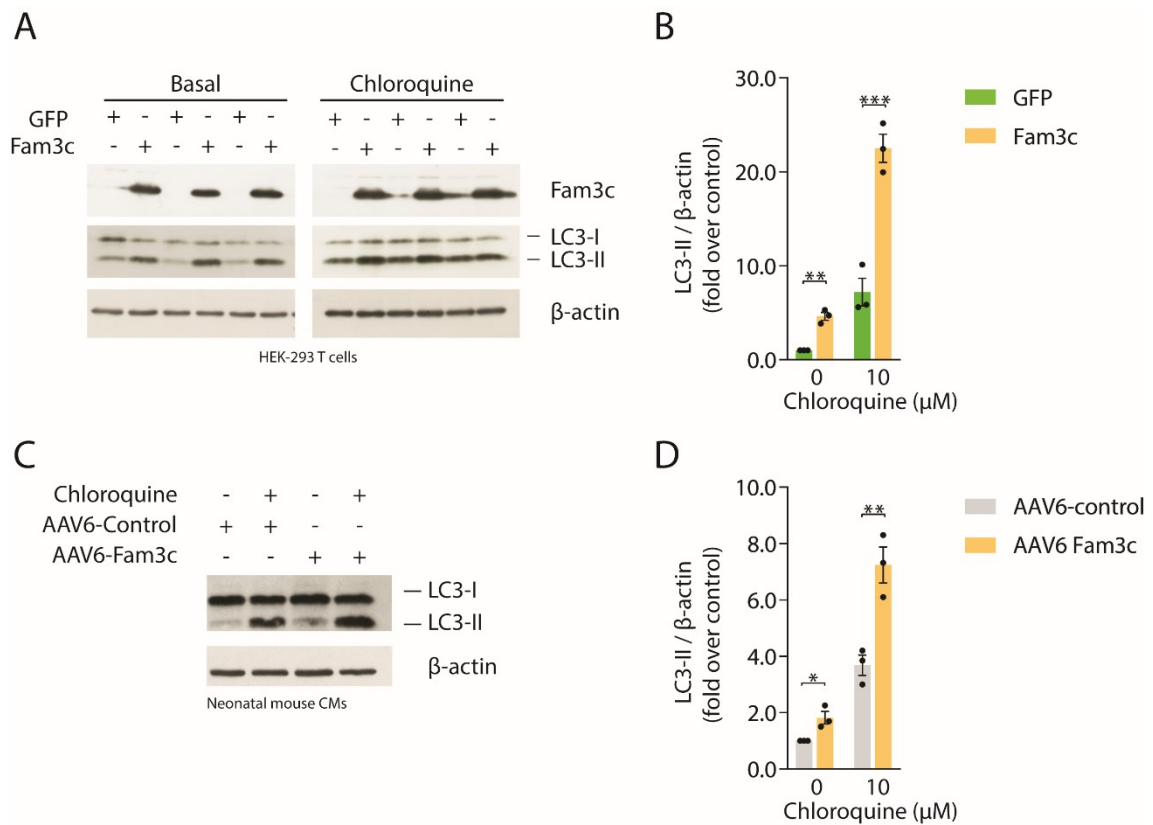 A
Basal Chloroquine
GFP + - + - + - + - + - + -
Fam3c - + - + - + - + - + - +
Fam3c
LC3-I
LC3-II
β-actin
HEK-293 T cells
B
30.0
20.0
10.0
0.0
LC3-II / β-actin
(fold over control)
** ***
0 10
Chloroquine (μM)
GFP
Fam3c
C
Chloroquine - + - +
AAV6-Control + + - -
AAV6-Fam3c - - + +
LC3-I
LC3-II
β-actin
Neonatal mouse CMs
D
10.0
8.0
6.0
4.0
2.0
0.0
LC3-II / β-actin
(fold over control)
* **
0 10
Chloroquine (μM)
AAV6-control
AAV6 Fam3c